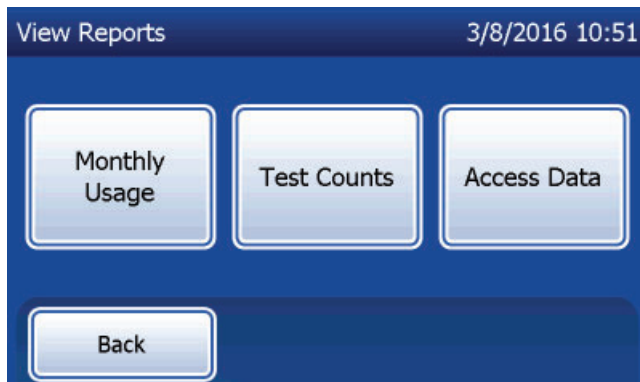 View Reports 3/8/2016 10:51
Monthly
Usage
Test Counts
Access Data
Back